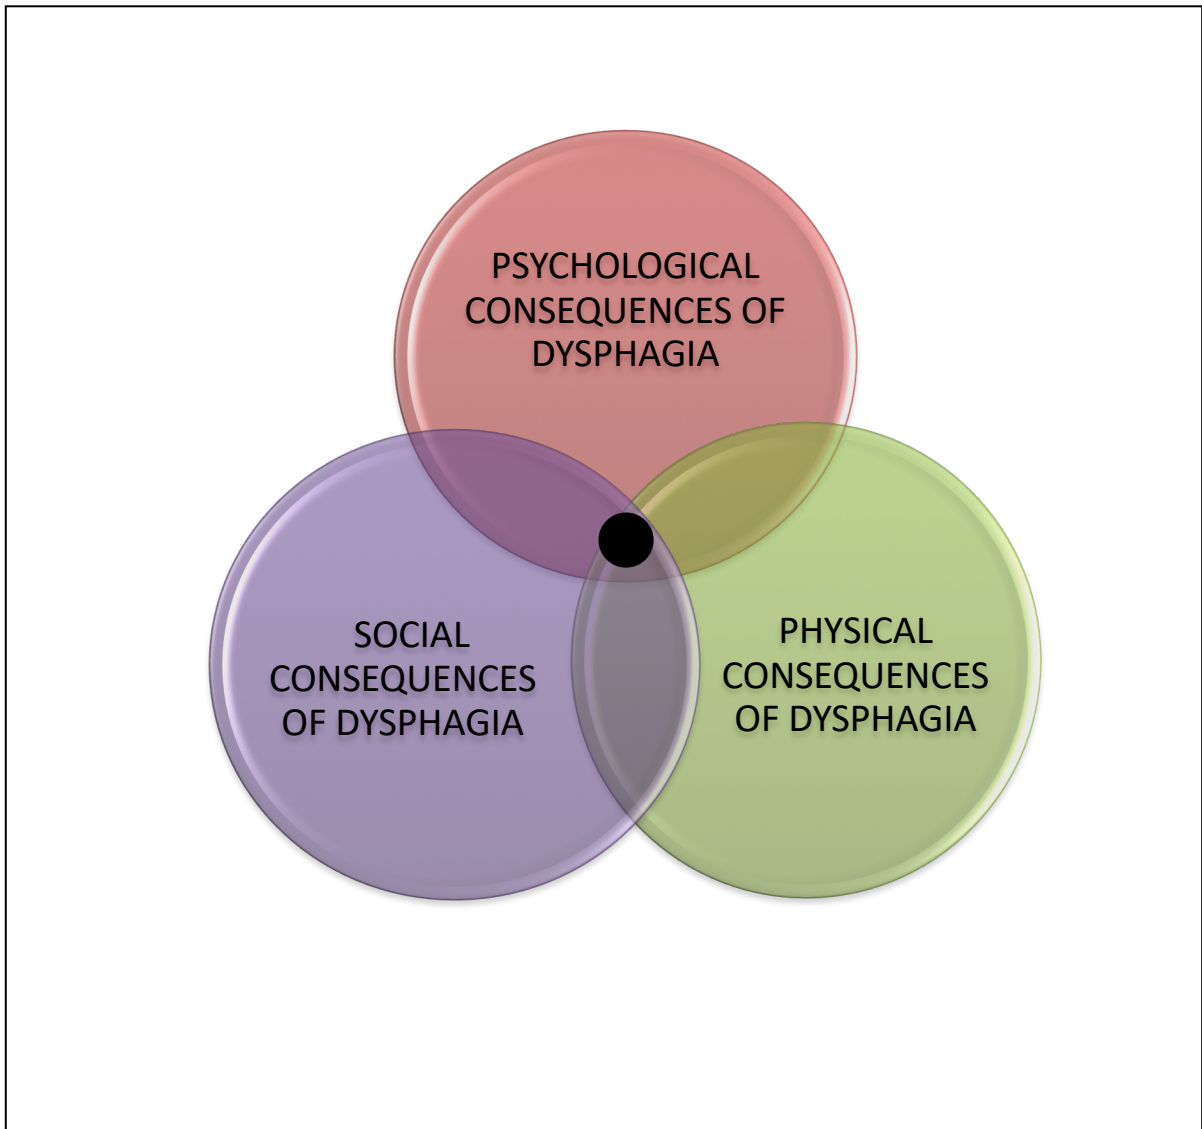 PSYCHOLOGICAL
CONSEQUENCES OF
DYSPHAGIA
SOCIAL
CONSEQUENCES
OF DYSPHAGIA
PHYSICAL
CONSEQUENCES
OF DYSPHAGIA